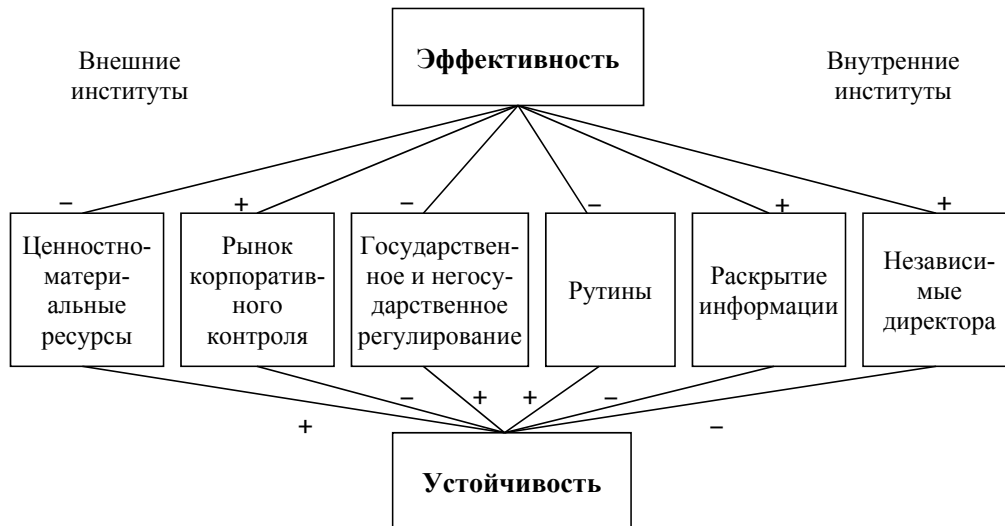 Внешние
институты
Эффективность
Внутренние
институты
−
+
−
−
+
+
Ценностно-
матери-
альные
ресурсы
Рынок
корпоратив-
ного
контроля
Государствен-
ное и негосу-
дарственное
регулирование
Рутины
Раскрытие
информации
Независи-
мые
директора
+
−
+
+
−
−
Устойчивость